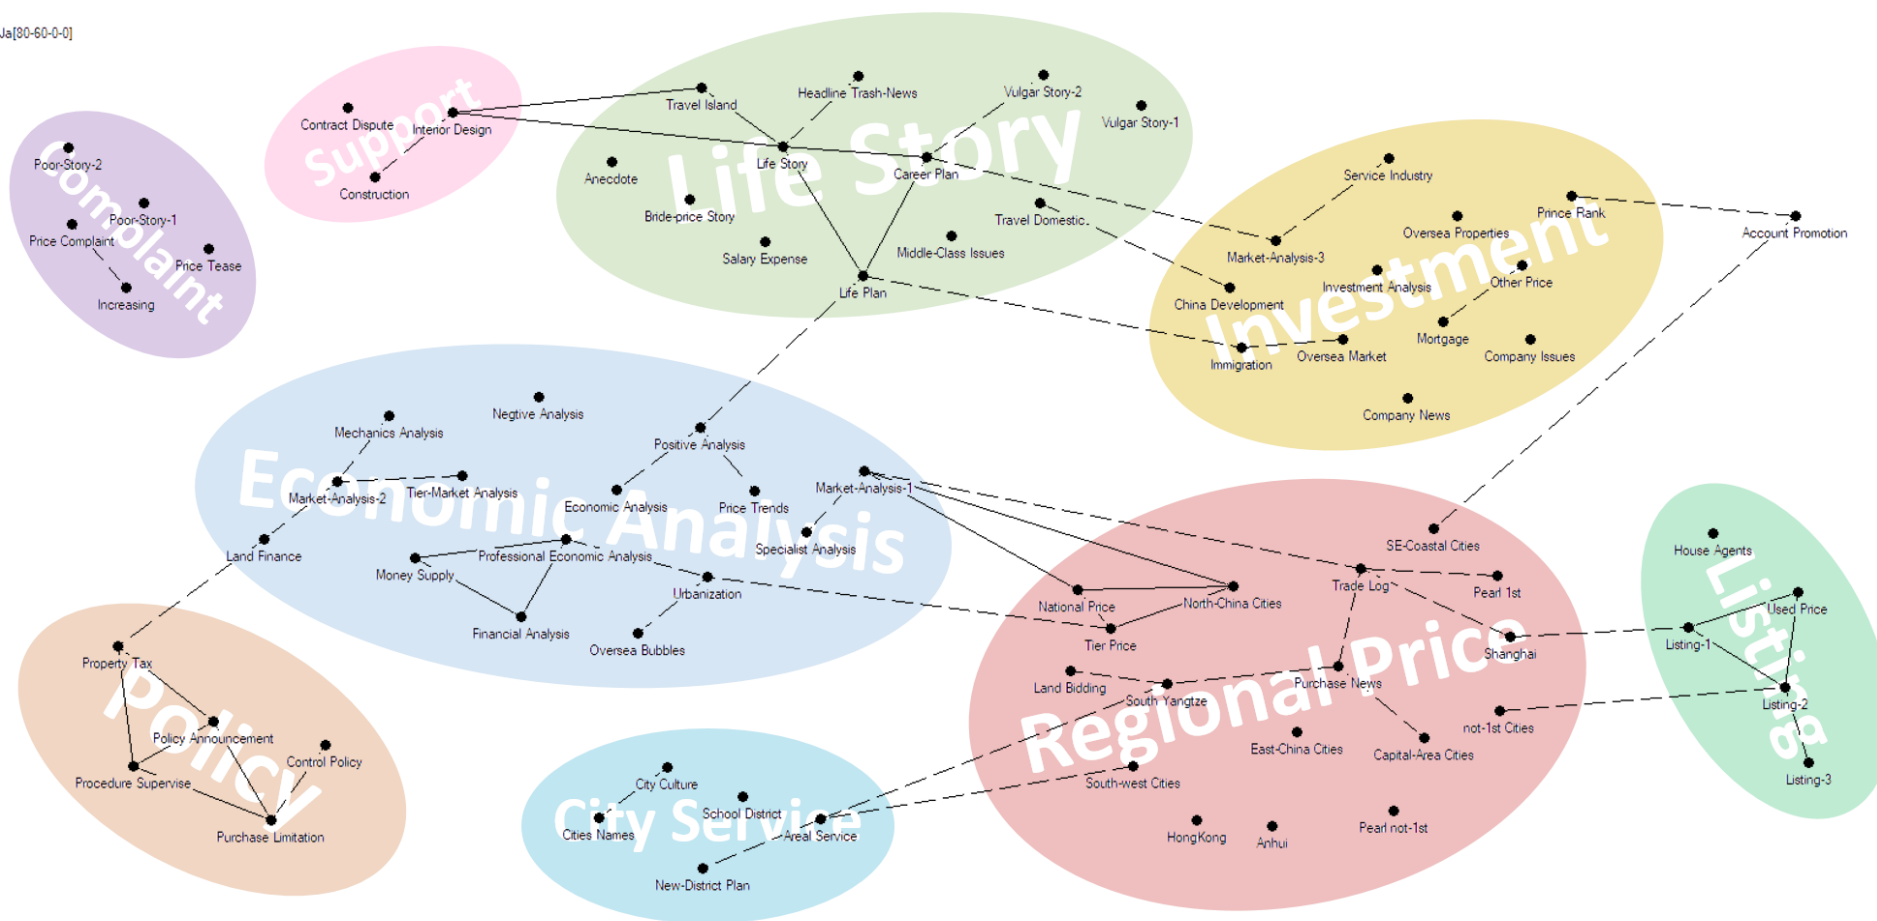 Ja[80-60-0-0]
Complaint
Poor-Story-2
Poor-Story-1
Price Complaint
Price Tease
Increasing
Support
Contract Dispute
Interior Design
Construction
Life Story
Travel Island
Headline Trash-News
Vulgar Story-2
Vulgar Story-1
Life Story
Career Plan
Anecdote
Bride-price Story
Travel Domestic
Salary Expense
Middle-Class Issues
Life Plan
Investment
Service Industry
Prince Rank
Oversea Properties
Market-Analysis-3
Investment Analysis
Other Price
China Development
Mortgage
Immigration
Oversea Market
Company Issues
Company News
Account Promotion
Economic Analysis
Negtive Analysis
Mechanics Analysis
Positive Analysis
Market-Analysis-2
Tier-Market Analysis
Economic Analysis
Price Trends
Market-Analysis-1
Specialist Analysis
Land Finance
Professional Economic Analysis
Money Supply
Urbanization
Financial Analysis
Oversea Bubbles
Policy
Property Tax
Policy Announcement
Control Policy
Procedure Supervise
Purchase Limitation
City Service
City Culture
School District
Cities Names
Areal Service
New-District Plan
Regional Price
SE-Coastal Cities
Trade Log
Pearl 1st
National Price
North-China Cities
Tier Price
Shanghai
Land Bidding
South Yangtze
Purchase News
not-1st Cities
East-China Cities
Capital-Area Cities
South-west Cities
HongKong
Anhui
Pearl not-1st
Listing
House Agents
Used Price
Listing-1
Listing-2
Listing-3